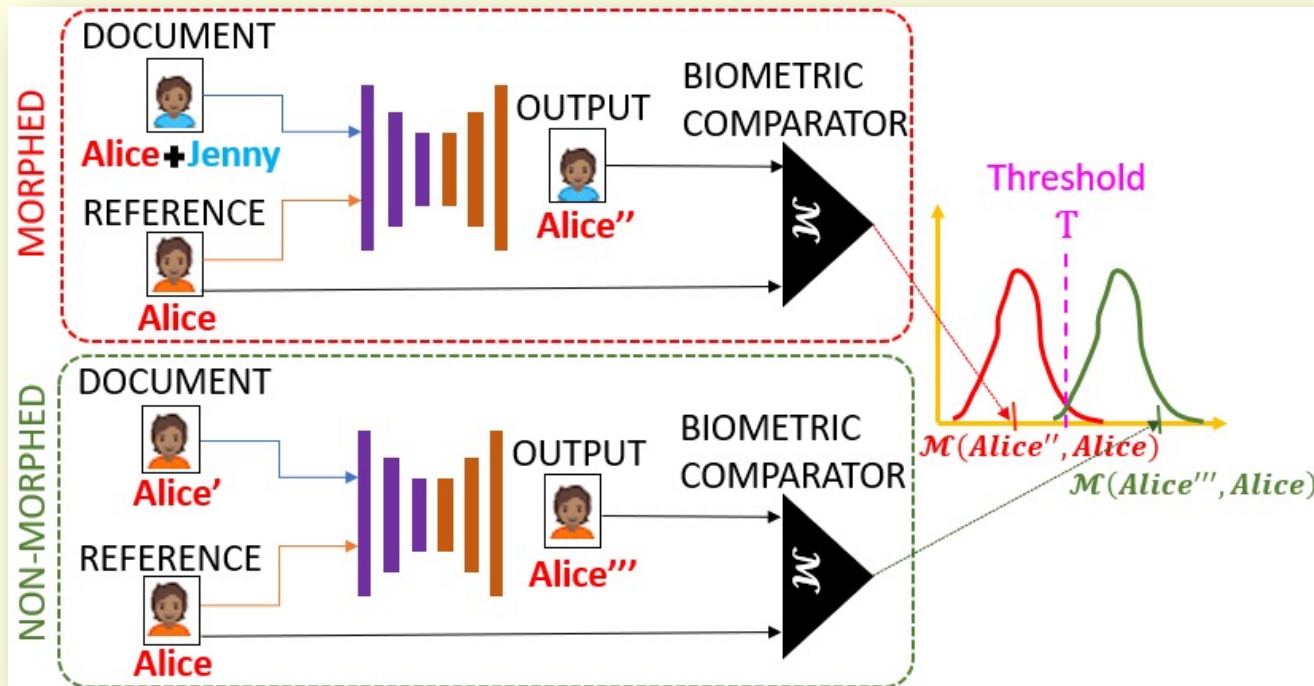 MORPHED
DOCUMENT
Alice+Jenny
REFERENCE
Alice
OUTPUT
Alice''
BIOMETRIC
COMPARATOR
ℳ
NON-MORPHED
DOCUMENT
Alice'
REFERENCE
Alice
OUTPUT
Alice'''
BIOMETRIC
COMPARATOR
ℳ
Threshold
T
ℳ(Alice'', Alice)
ℳ(Alice''', Alice)